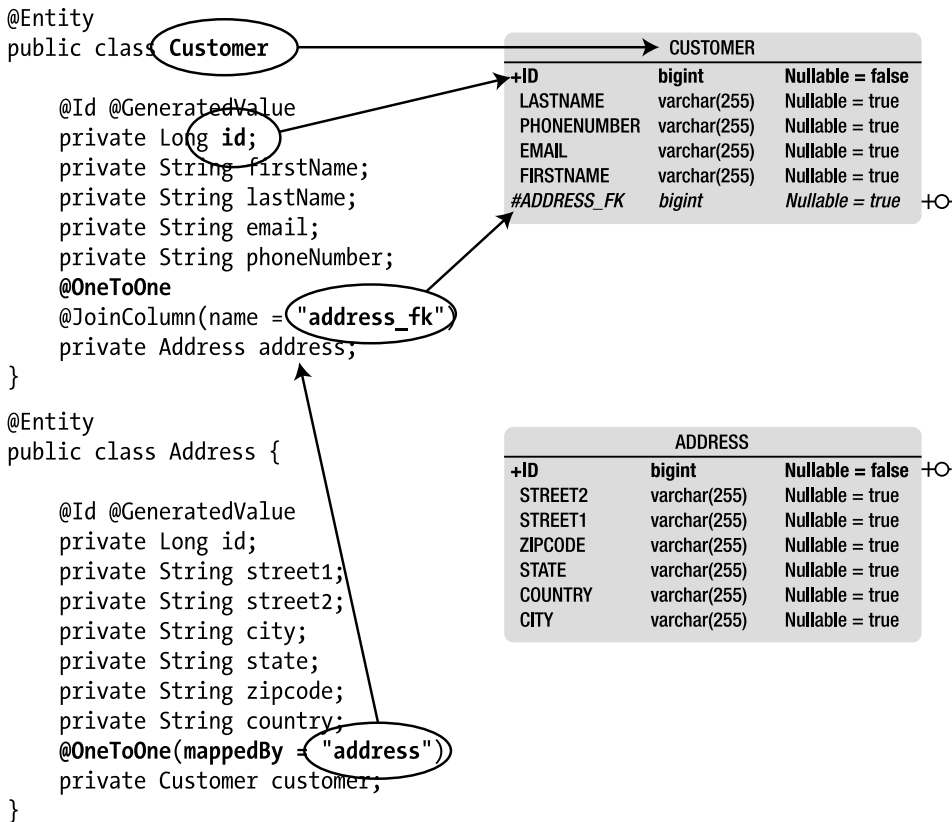 @Entity
public class Customer
@Id @GeneratedValue
private Long id;
private String firstName;
private String lastName;
private String email;
private String phoneNumber;
@OneToOne
@JoinColumn(name = "address_fk")
private Address address;
}
CUSTOMER
+ID bigint Nullable = false
LASTNAME varchar(255) Nullable = true
PHONENUMBER varchar(255) Nullable = true
EMAIL varchar(255) Nullable = true
FIRSTNAME varchar(255) Nullable = true
#ADDRESS_FK bigint Nullable = true
@Entity
public class Address {
@Id @GeneratedValue
private Long id;
private String street1;
private String street2;
private String city;
private String state;
private String zipcode;
private String country;
@OneToOne(mappedBy = "address")
private Customer customer;
}
ADDRESS
+ID bigint Nullable = false
STREET2 varchar(255) Nullable = true
STREET1 varchar(255) Nullable = true
ZIPCODE varchar(255) Nullable = true
STATE varchar(255) Nullable = true
COUNTRY varchar(255) Nullable = true
CITY varchar(255) Nullable = true